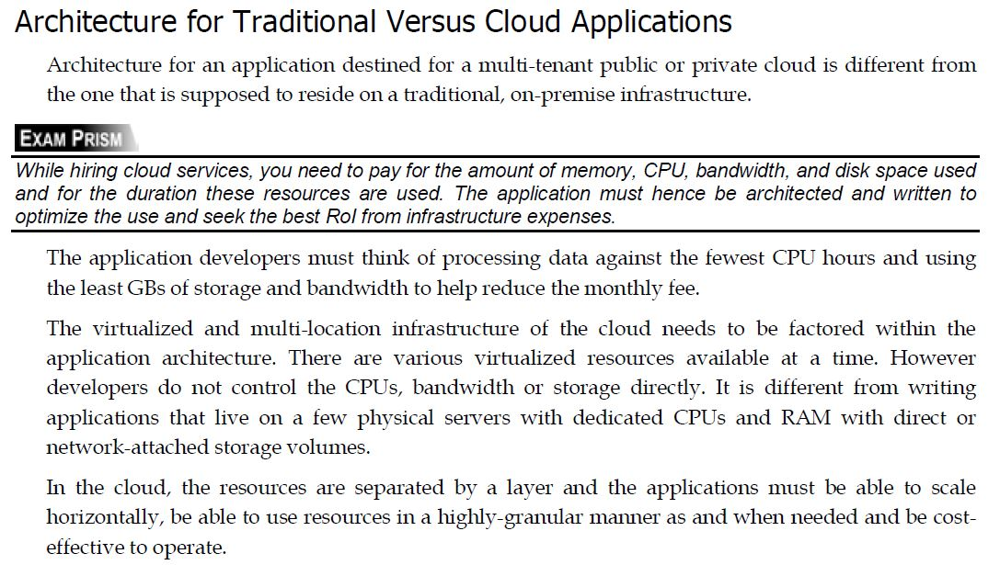 Architecture for Traditional Versus Cloud Applications
Architecture for an application destined for a multi-tenant public or private cloud is different from
the one that is supposed to reside on a traditional, on-premise infrastructure.
EXAM PRISM
While hiring cloud services, you need to pay for the amount of memory, CPU, bandwidth, and disk space used
and for the duration these resources are used. The application must hence be architected and written to
optimize the use and seek the best RoI from infrastructure expenses.
The application developers must think of processing data against the fewest CPU hours and using
the least GBs of storage and bandwidth to help reduce the monthly fee.
The virtualized and multi-location infrastructure of the cloud needs to be factored within the
application architecture. There are various virtualized resources available at a time. However
developers do not control the CPUs, bandwidth or storage directly. It is different from writing
applications that live on a few physical servers with dedicated CPUs and RAM with direct or
network-attached storage volumes.
In the cloud, the resources are separated by a layer and the applications must be able to scale
horizontally, be able to use resources in a highly-granular manner as and when needed and be cost-
effective to operate.